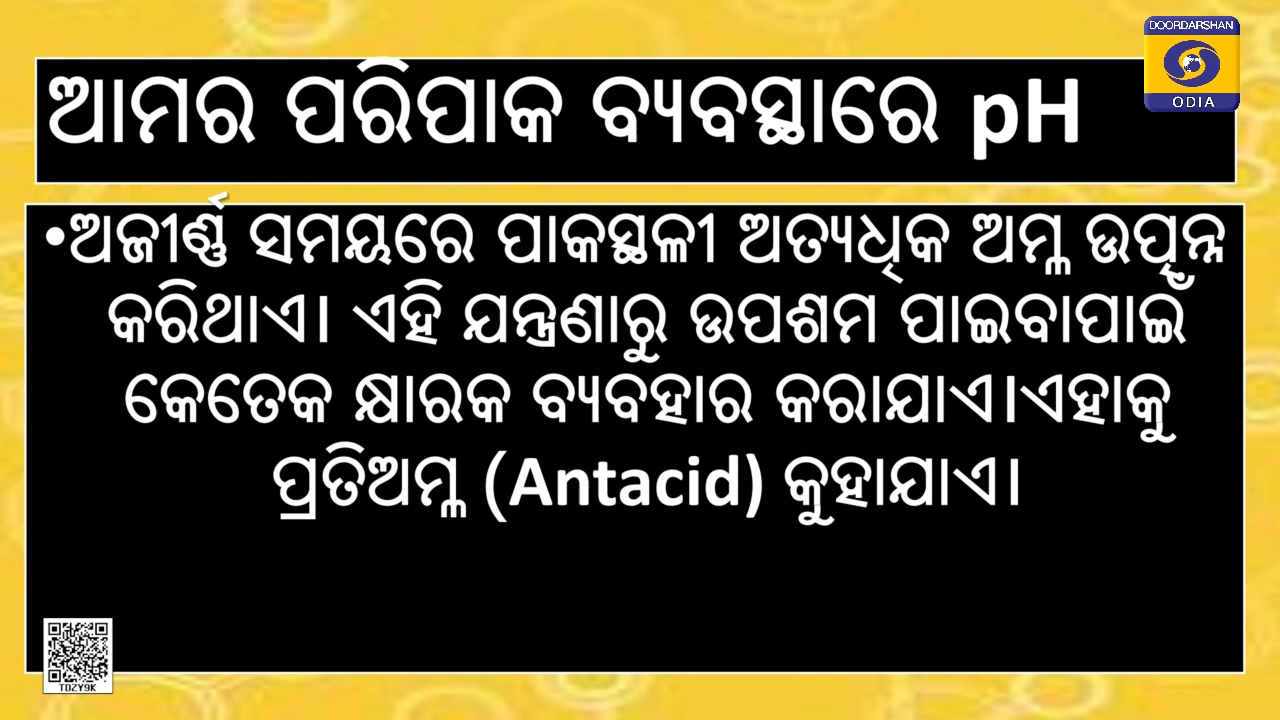 DOORDARSHAN
ODIA
ଆମର ପରିପାକ ବ୍ୟବସ୍ଥାରେ pH
•ଅଜୀର୍ଣ୍ଣ ସମୟରେ ପାକସ୍ଥଳୀ ଅତ୍ୟଧିକ ଅମ୍ଳ ଉତ୍ପନ୍ନ
କରିଥାଏ। ଏହି ଯନ୍ତ୍ରଣାରୁ ଉପଶମ ପାଇବାପାଇଁ
କେତେକ କ୍ଷାରକ ବ୍ୟବହାର କରାଯାଏ।ଏହାକୁ
ପ୍ରତିଅମ୍ଳ (Antacid) କୁହାଯାଏ।
TDZY9K